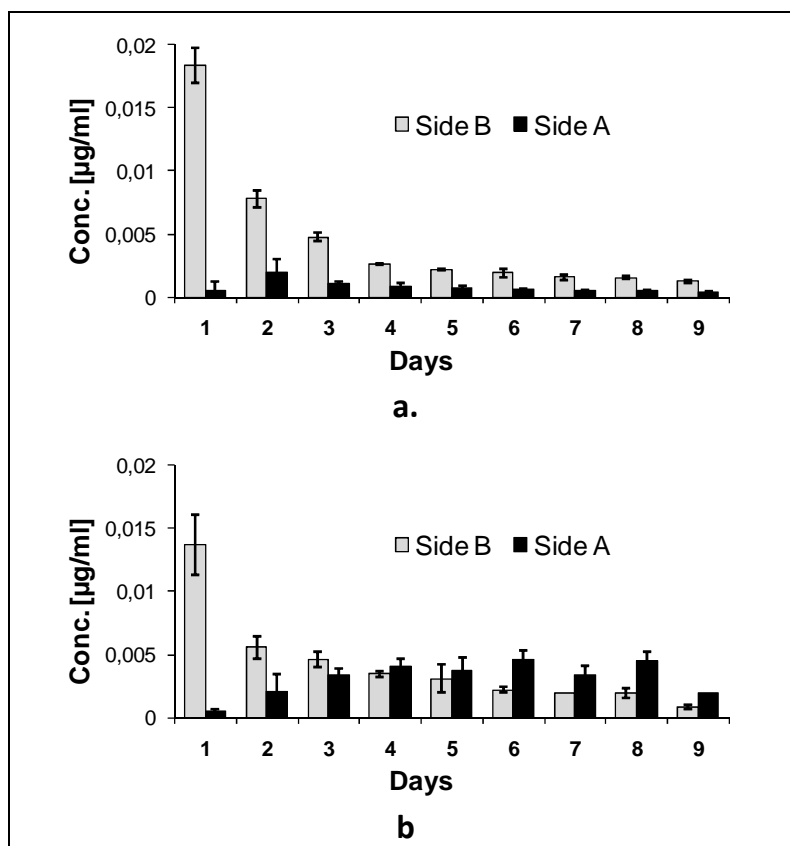 0,02
0,015
0,01
0,005
0
Conc. [µg/ml]
Side B Side A
1 2 3 4 5 6 7 8 9
Days
a.
0,02
0,015
0,01
0,005
0
Conc. [µg/ml]
Side B Side A
1 2 3 4 5 6 7 8 9
Days
b